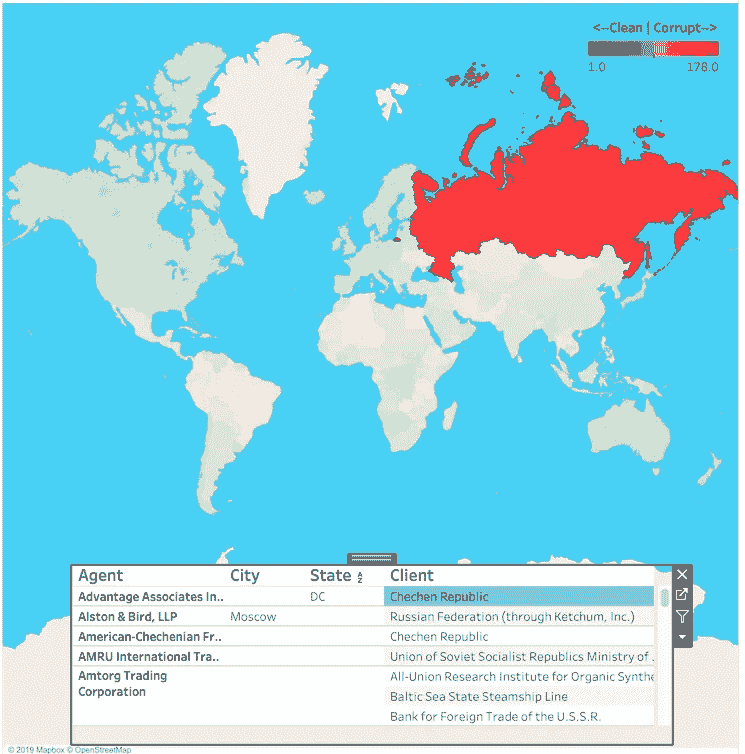 <--Clean | Corrupt-->
1.0 178.0
Agent City State Client
Advantage Associates In.. DC Chechen Republic
Alston & Bird, LLP Moscow Russian Federation (through Ketchum, Inc.)
American-Chechenian Fr.. Chechen Republic
AMRU International Tra.. Union of Soviet Socialist Republics Ministry of .
Amtorg Trading All-Union Research Institute for Organic Synthe
Corporation
Baltic Sea State Steamship Line
Bank for Foreign Trade of the U.S.S.R.
© 2019 Mapbox © OpenStreetMap